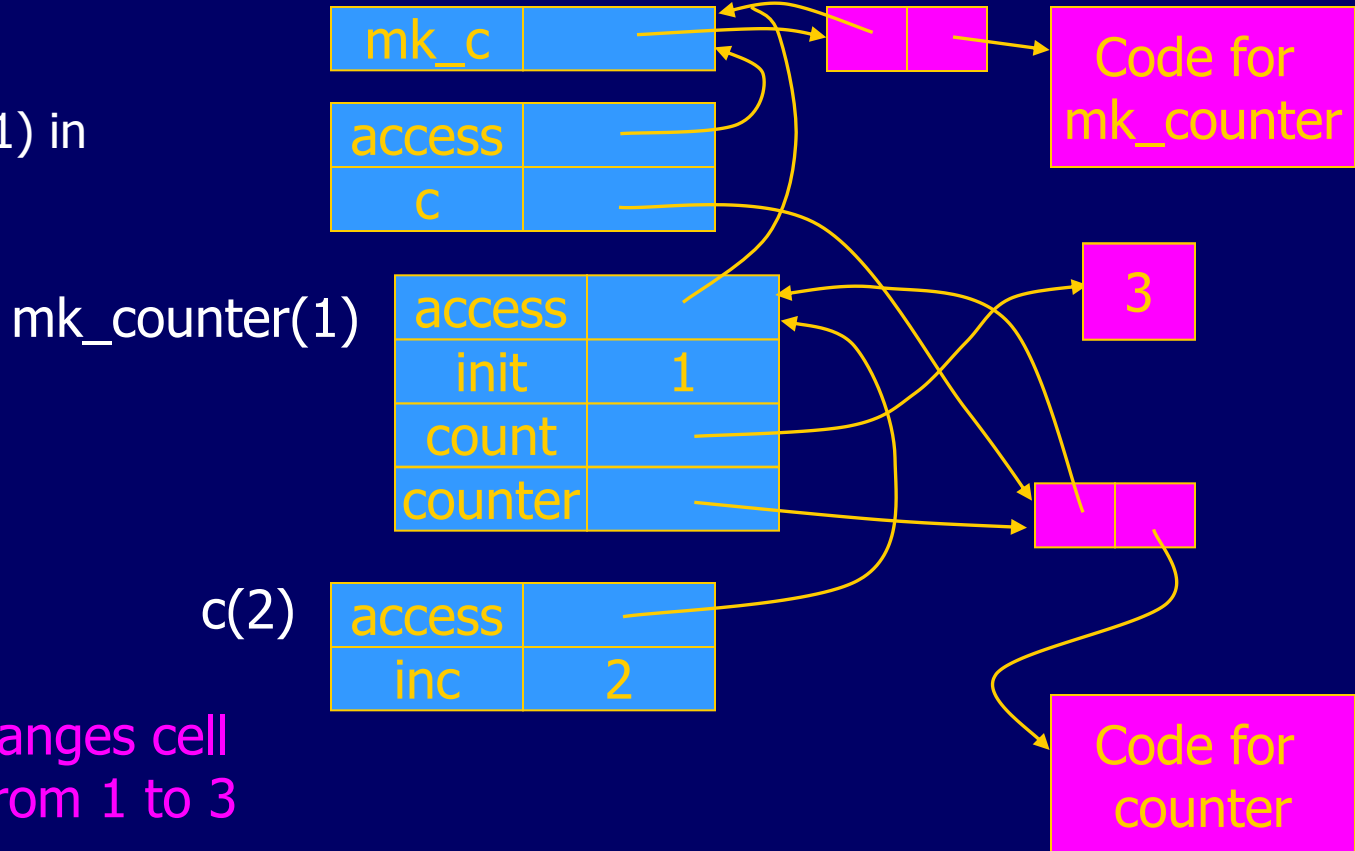 mk_c
Code for
mk_counter
1) in
access
c
mk_counter(1)
access
init 1
count
counter
3
c(2)
access
inc 2
anges cell
rom 1 to 3
Code for
counter